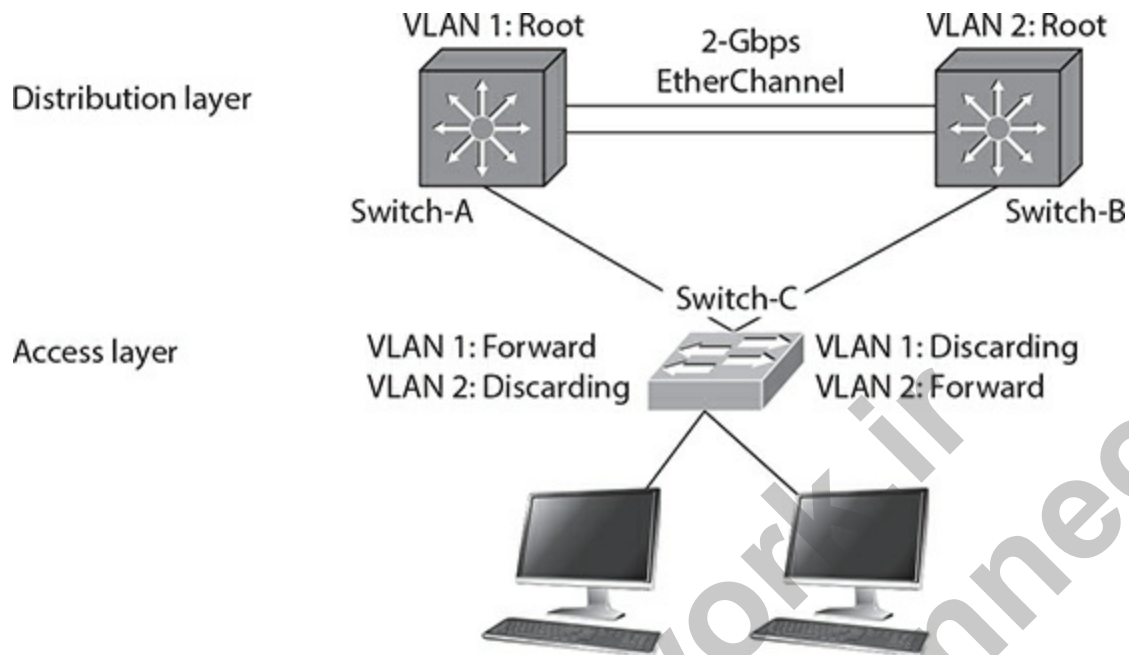 VLAN 1: Root
VLAN 2: Root
2-Gbps
EtherChannel
Distribution layer
Switch-A
Switch-B
Switch-C
Access layer
VLAN 1: Forward
VLAN 2: Discarding
VLAN 1: Discarding
VLAN 2: Forward